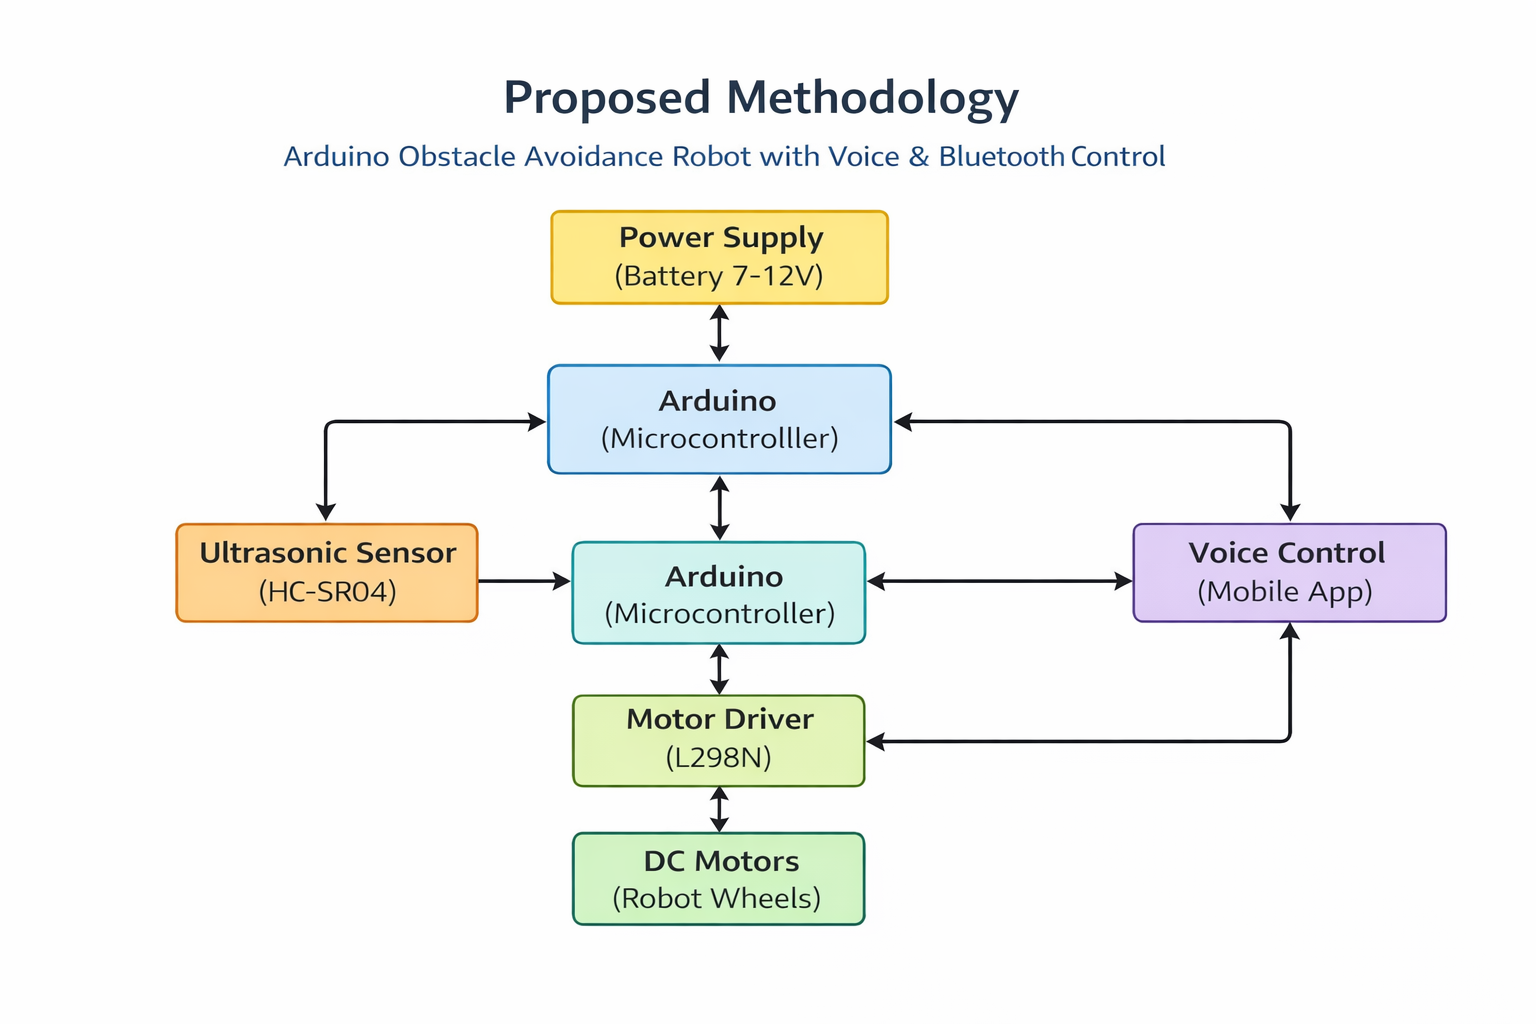 Proposed Methodology
Arduino Obstacle Avoidance Robot with Voice & Bluetooth Control
Power Supply
(Battery 7-12V)
Arduino
(Microcontrolller)
Ultrasonic Sensor
(HC-SR04)
Arduino
(Microcontroller)
Voice Control
(Mobile App)
Motor Driver
(L298N)
DC Motors
(Robot Wheels)